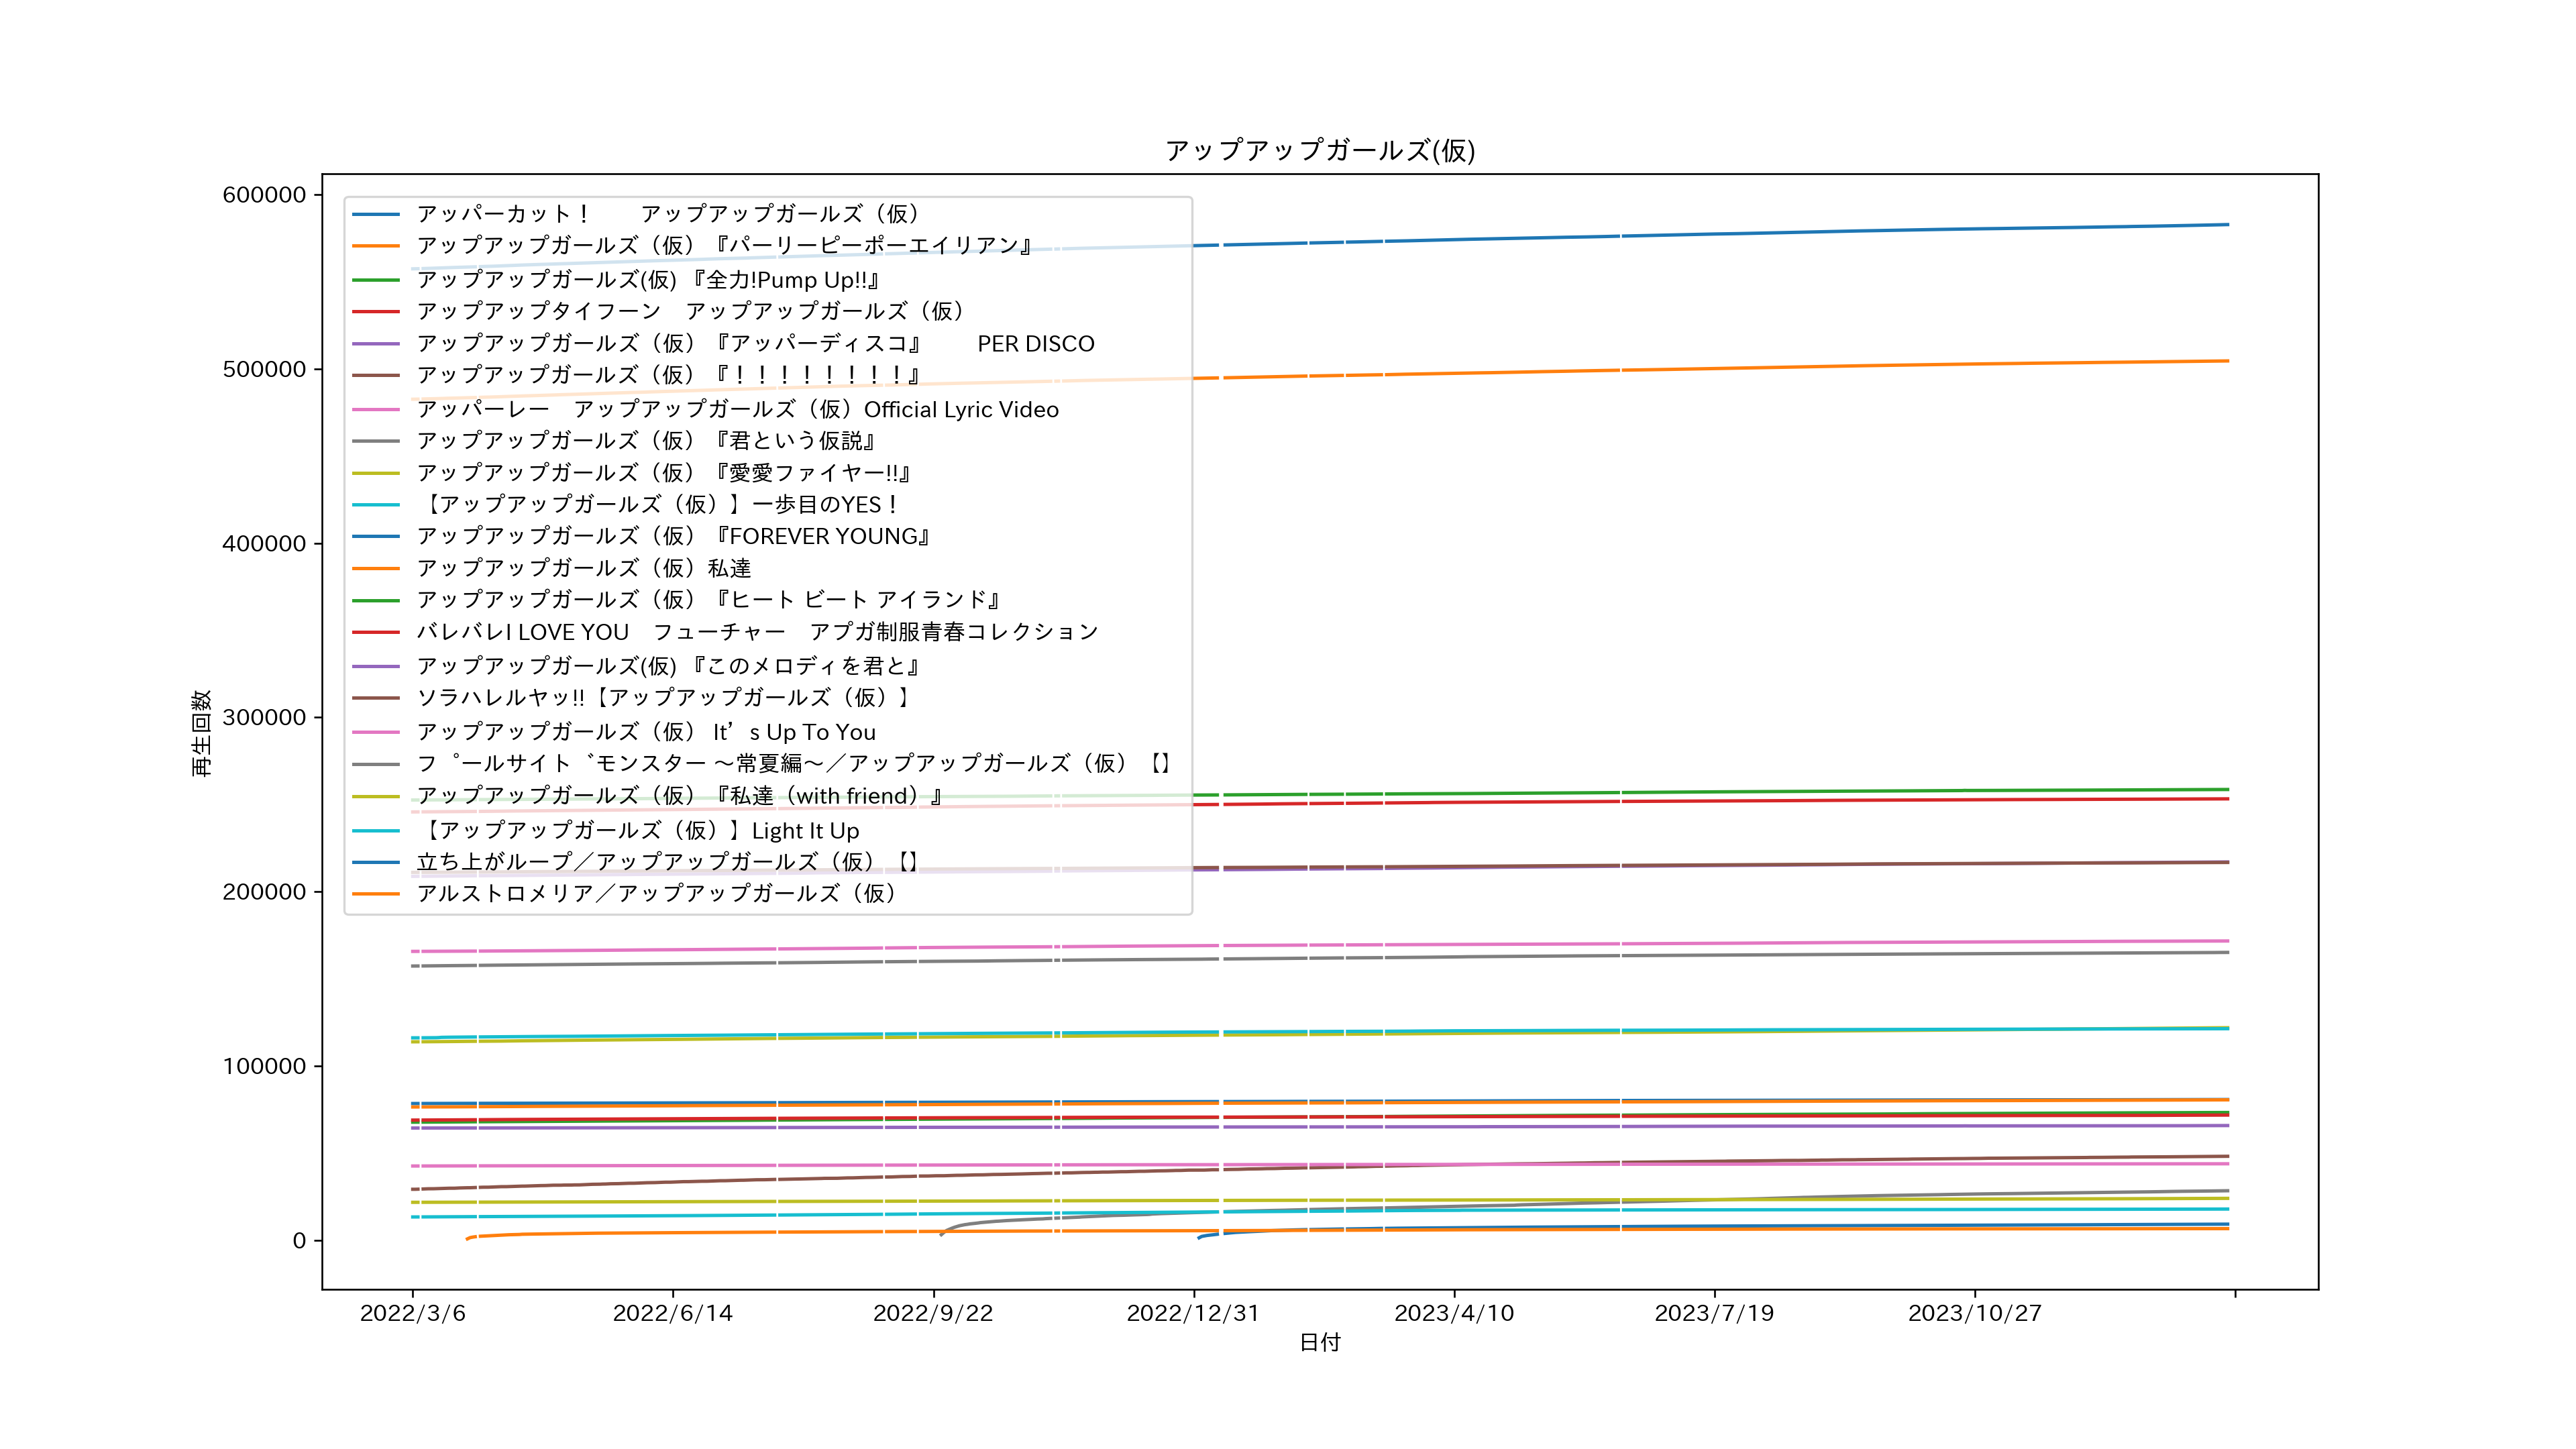 アップアップガールズ(仮)
600000
500000
400000
300000
200000
100000
0
再生回数
アッパーカット！　　アップアップガールズ（仮）
アップアップガールズ（仮）『パーリーピーポーエイリアン』
アップアップガールズ(仮) 『全力!Pump Up!!』
アップアップタイフーン　アップアップガールズ（仮）
アップアップガールズ（仮）『アッパーディスコ』　　PER DISCO
アップアップガールズ（仮）『！！！！！！！！』
アッパーレー　アップアップガールズ（仮）Official Lyric Video
アップアップガールズ（仮）『君という仮説』
アップアップガールズ（仮）『愛愛ファイヤー!!』
【アップアップガールズ（仮）】一歩目のYES！
アップアップガールズ（仮）『FOREVER YOUNG』
アップアップガールズ（仮）私達
アップアップガールズ（仮）『ヒート ビート アイランド』
バレバレI LOVE YOU　フューチャー　アプガ制服青春コレクション
アップアップガールズ(仮) 『このメロディを君と』
ソラハレルヤッ!!【アップアップガールズ（仮）】
アップアップガールズ（仮） It’s Up To You
フ゜ールサイト゛モンスター ～常夏編～／アップアップガールズ（仮）【】
アップアップガールズ（仮）『私達（with friend）』
【アップアップガールズ（仮）】Light It Up
立ち上がループ／アップアップガールズ（仮）【】
アルストロメリア／アップアップガールズ（仮）
2022/3/6 2022/6/14 2022/9/22 2022/12/31 2023/4/10 2023/7/19 2023/10/27
日付